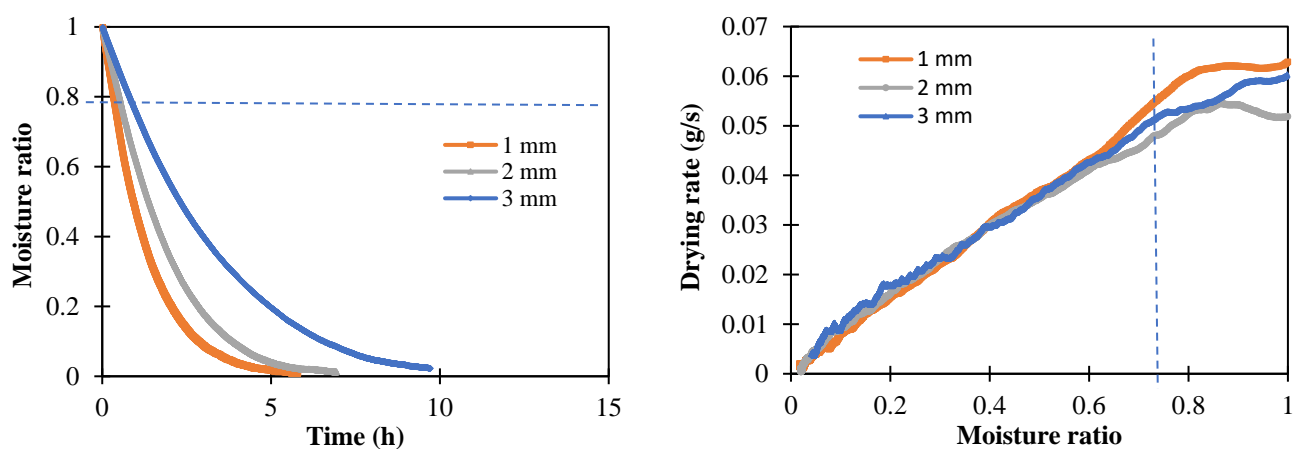 Moisture ratio
1
0.8
0.6
0.4
0.2
0
0
5
10
15
Time (h)
1 mm
2 mm
3 mm
Drying rate (g/s)
0.07
0.06
0.05
0.04
0.03
0.02
0.01
0
0
0.2
0.4
0.6
0.8
1
Moisture ratio
1 mm
2 mm
3 mm